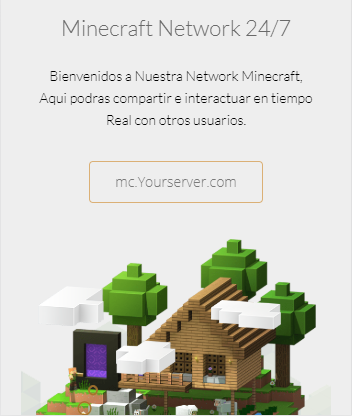 Minecraft Network 24/7
Bienvenidos a Nuestra Network Minecraft,
Aqui podras compartir e interactuar en tiempo
Real con otros usuarios.
mc.Yourserver.com